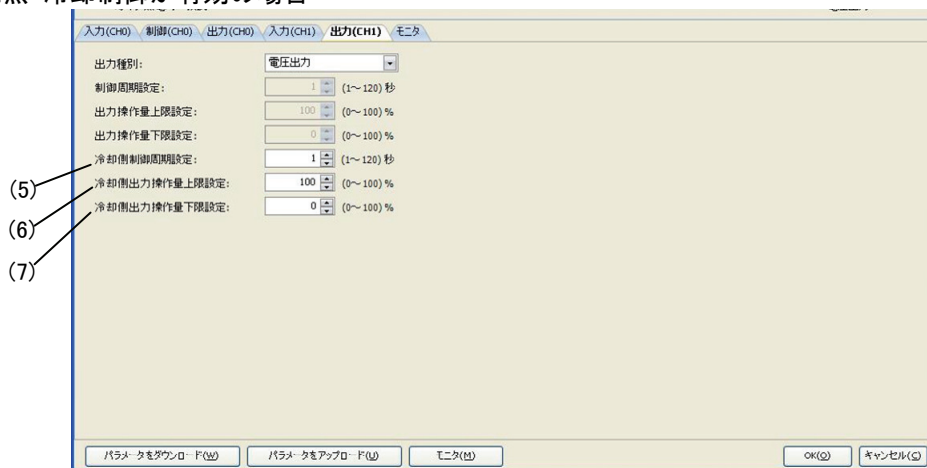 冷却制御が有効の場合
入力(CH0) 制御(CH0) 出力(CH0) 入力(CH1) 出力(CH1) モニタ
出力種別: 電圧出力
制御周期設定: 1 (1～120) 秒
出力操作量上限設定: 100 (0～100) %
出力操作量下限設定: 0 (0～100) %
(5) 冷却側制御周期設定: 1 (1～120) 秒
(6) 冷却側出力操作量上限設定: 100 (0～100) %
(7) 冷却側出力操作量下限設定: 0 (0～100) %
パラメータをダウンロード(W) パラメータをアップロード(U) モニタ(M) OK(O) キャンセル(C)